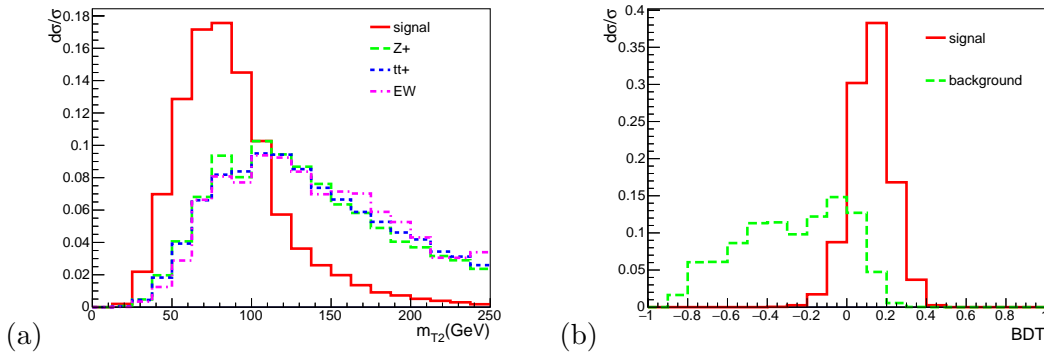 (a)
dσ/σ
0.18
0.16
0.14
0.12
0.1
0.08
0.06
0.04
0.02
0
0 50 100 150 200 250
m_T2(GeV)
signal
Z+
tt+
EW
(b)
dσ/σ
0.4
0.35
0.3
0.25
0.2
0.15
0.1
0.05
0
−1 −0.8 −0.6 −0.4 −0.2 0 0.2 0.4 0.6 0.8 1
BDT
signal
background